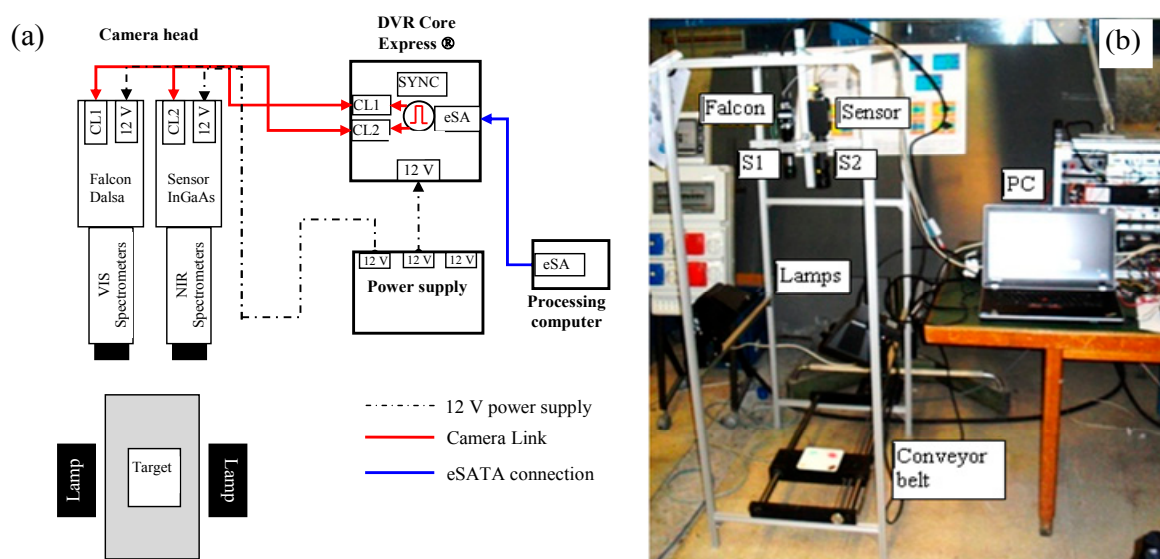 (a)
Camera head
DVR Core
Express ®
SYNC
CL1
CL2
eSA
12 V
CL1
12 V
CL2
12 V
Falcon
Dalsa
Sensor
InGaAs
VIS
Spectrometers
NIR
Spectrometers
12 V
12 V
12 V
Power supply
eSA
Processing
computer
Lamp
Target
Lamp
12 V power supply
Camera Link
eSATA connection
(b)
Falcon
Sensor
S1
S2
PC
Lamps
Conveyor
belt